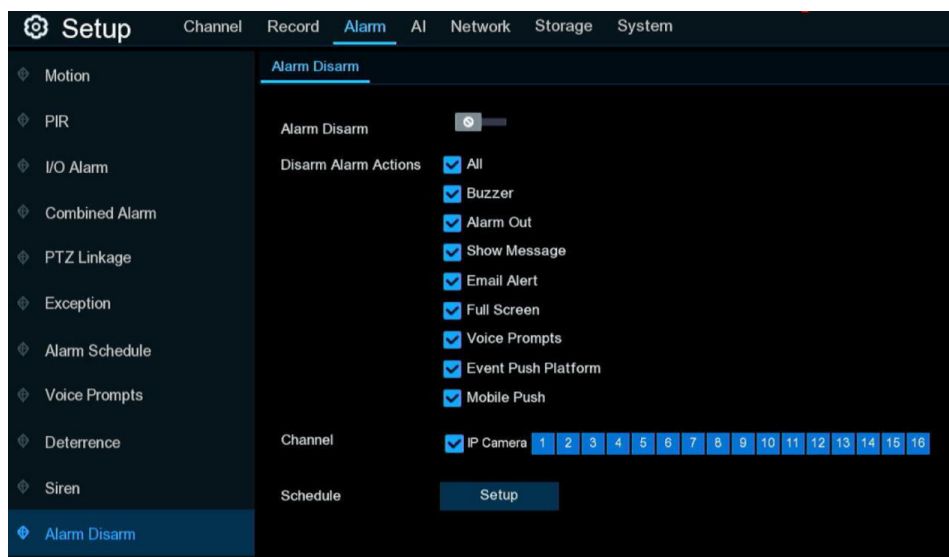 Setup
Channel Record Alarm AI Network Storage System
Motion
PIR
I/O Alarm
Combined Alarm
PTZ Linkage
Exception
Alarm Schedule
Voice Prompts
Deterrence
Siren
Alarm Disarm
Alarm Disarm
Alarm Disarm
Disarm Alarm Actions
All
Buzzer
Alarm Out
Show Message
Email Alert
Full Screen
Voice Prompts
Event Push Platform
Mobile Push
Channel IP Camera 1 2 3 4 5 6 7 8 9 10 11 12 13 14 15 16
Schedule Setup